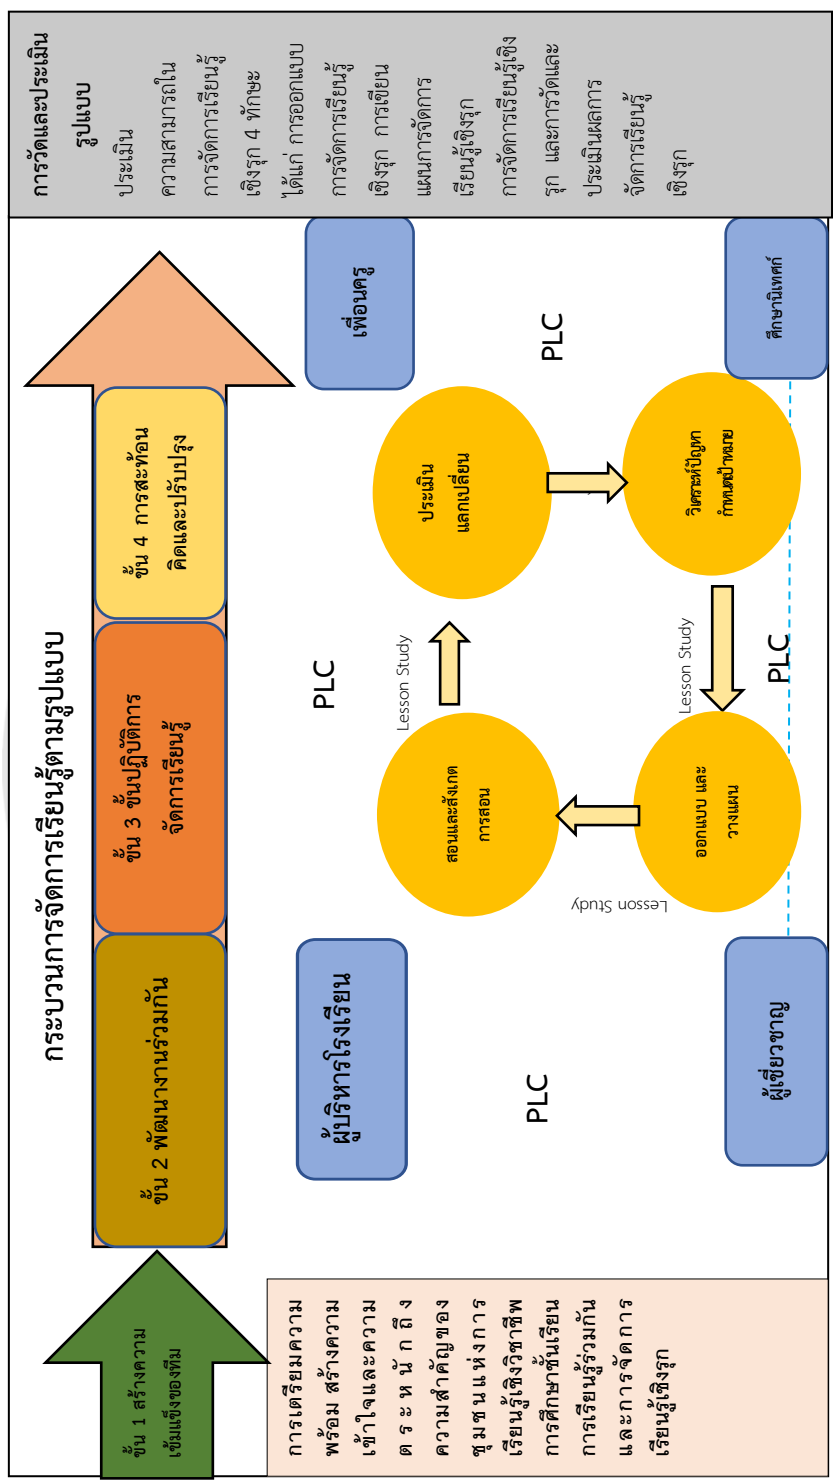 กระบวนการจัดการเรียนรู้ตามรูปแบบ
ขั้น 1 สร้างความ
เข้มแข็งของทีม
ขั้น 2 พัฒนางานร่วมกัน
ขั้น 3 ขั้นปฏิบัติการ
จัดการเรียนรู้
ขั้น 4 การสะท้อน
คิดและปรับปรุง
การเตรียมความ
พร้อม สร้างความ
เข้าใจและความ
ตระหนักถึง
ความสำคัญของ
ชุมชนแห่งการ
เรียนรู้เชิงวิชาชีพ
การศึกษาชั้นเรียน
การเรียนรู้ร่วมกัน
และการจัดการ
เรียนรู้เชิงรุก
ผู้บริหารโรงเรียน
PLC
เพื่อนครู
Lesson Study
สอนและสังเกต
การสอน
ประเมิน
แลกเปลี่ยน
PLC
PLC
Lesson Study
Lesson Study
ออกแบบ และ
วางแผน
วิเคราะห์ปัญหา
กำหนดเป้าหมาย
ผู้เชี่ยวชาญ
PLC
ศึกษานิเทศก์
การวัดและประเมิน
รูปแบบ
ประเมิน
ความสามารถใน
การจัดการเรียนรู้
เชิงรุก 4 ทักษะ
ได้แก่ การออกแบบ
การจัดการเรียนรู้
เชิงรุก การเขียน
แผนการจัดการ
เรียนรู้เชิงรุก
การจัดการเรียนรู้เชิง
รุก และการวัดและ
ประเมินผลการ
จัดการเรียนรู้
เชิงรุก